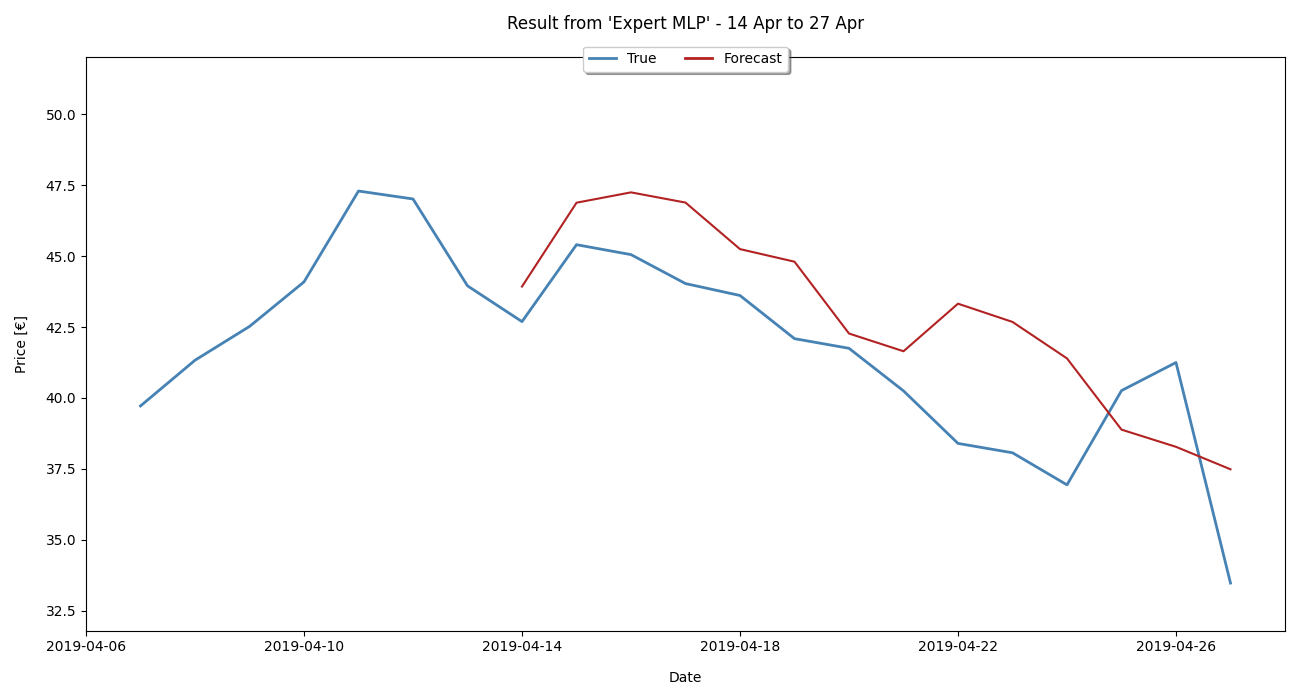 Result from 'Expert MLP' - 14 Apr to 27 Apr
True Forecast
50.0
47.5
45.0
42.5
40.0
37.5
35.0
32.5
Price [€]
2019-04-06 2019-04-10 2019-04-14 2019-04-18 2019-04-22 2019-04-26
Date